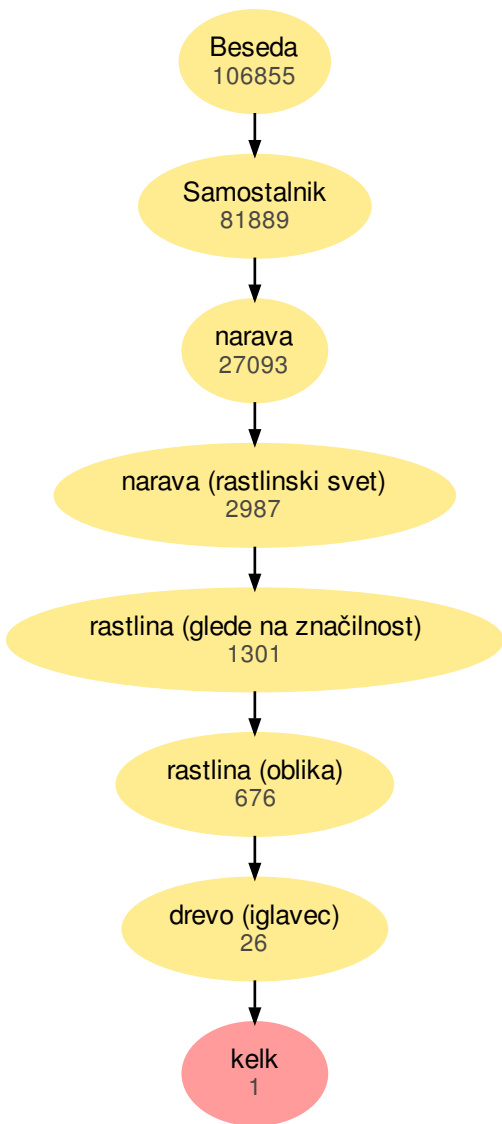 Beseda
106855
Samostalnik
81889
narava
27093
narava (rastlinski svet)
2987
rastlina (glede na značilnost)
1301
rastlina (oblika)
676
drevo (iglavec)
26
kelk
1